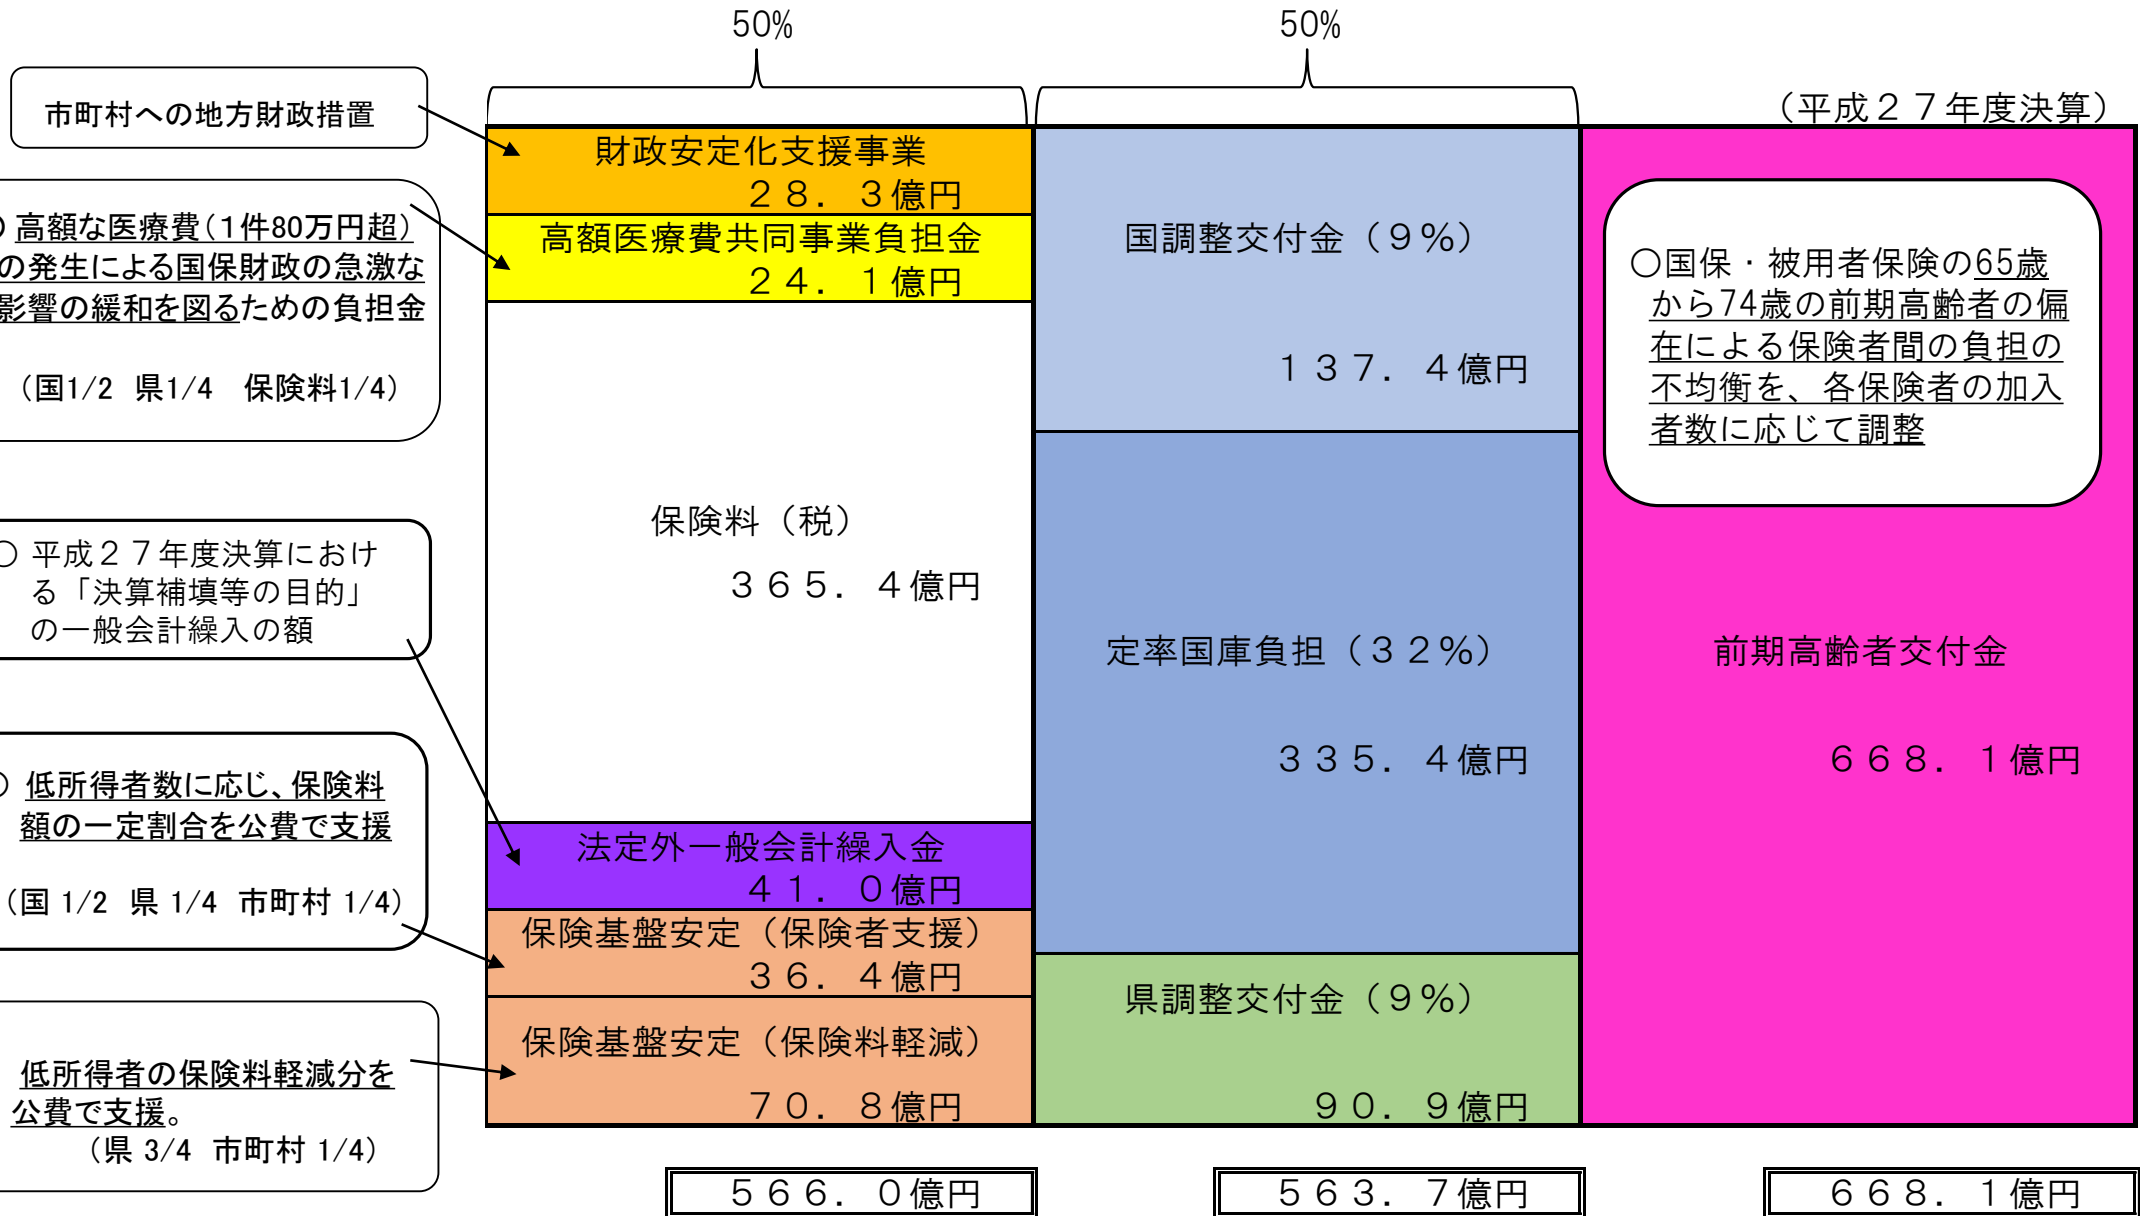 50%
50%
(平成２７年度決算)
市町村への地方財政措置
高額な医療費(１件80万円超)
の発生による国保財政の急激な
影響の緩和を図るための負担金
(国1/2 県1/4 保険料1/4)
○ 平成２７年度決算におけ
る「決算補填等の目的」
の一般会計繰入の額
○ 低所得者数に応じ、保険料
額の一定割合を公費で支援
(国 1/2 県 1/4 市町村 1/4)
低所得者の保険料軽減分を
公費で支援。
(県 3/4 市町村 1/4)
財政安定化支援事業
２８．３億円
高額医療費共同事業負担金
２４．１億円
保険料（税）
３６５．４億円
法定外一般会計繰入金
４１．０億円
保険基盤安定（保険者支援）
３６．４億円
保険基盤安定（保険料軽減）
７０．８億円
国調整交付金（９％）
１３７．４億円
定率国庫負担（３２％）
３３５．４億円
県調整交付金（９％）
９０．９億円
○国保・被用者保険の65歳
から74歳の前期高齢者の偏
在による保険者間の負担の
不均衡を、各保険者の加入
者数に応じて調整
前期高齢者交付金
６６８．１億円
５６６．０億円
５６３．７億円
６６８．１億円